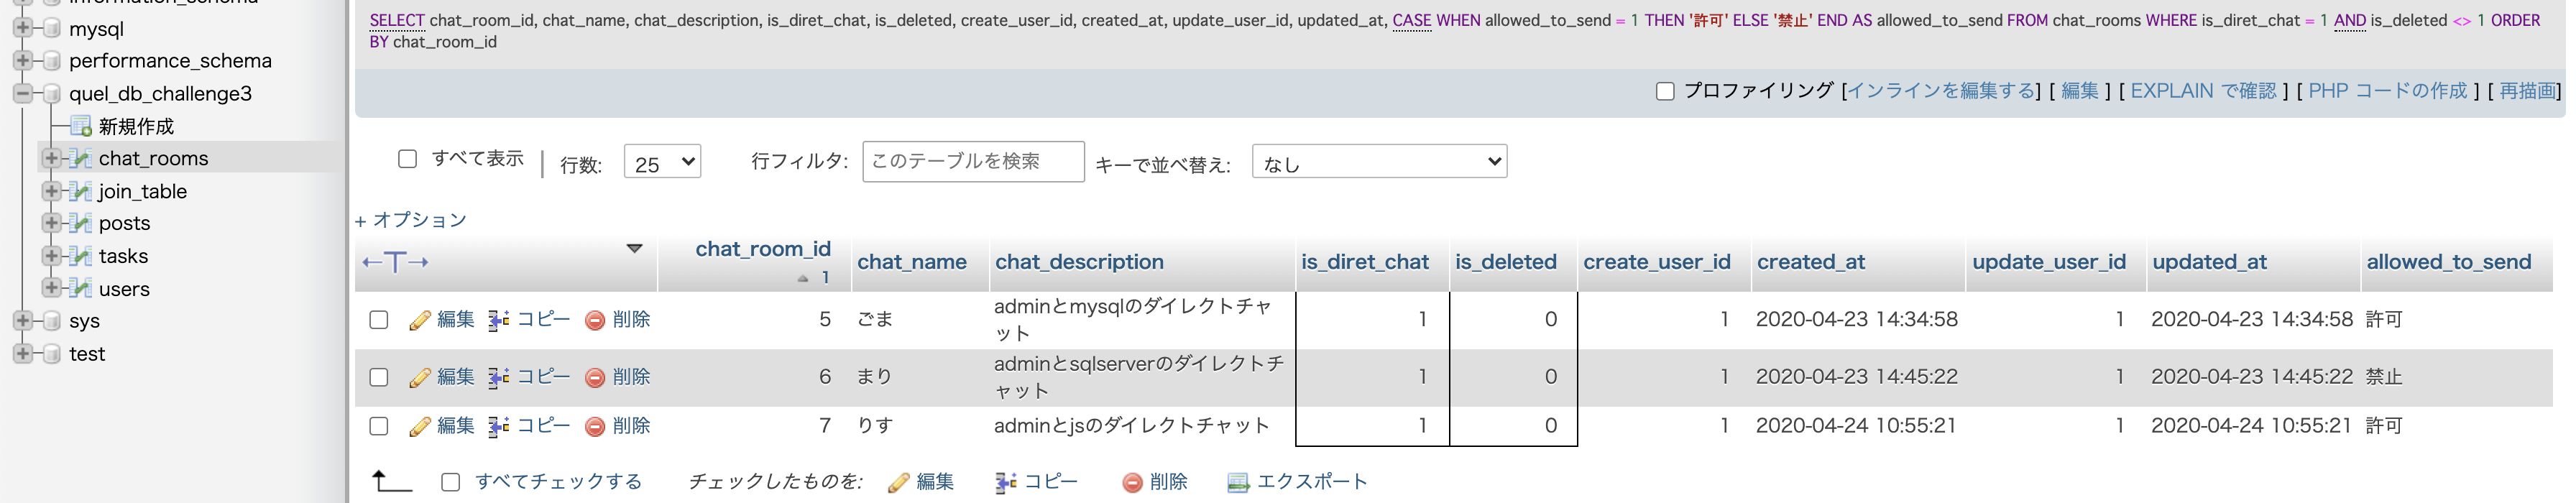 information_schema
mysql
performance_schema
quel_db_challenge3
新規作成
chat_rooms
join_table
posts
tasks
users
sys
test
SELECT chat_room_id, chat_name, chat_description, is_diret_chat, is_deleted, create_user_id, created_at, update_user_id, updated_at, CASE WHEN allowed_to_send = 1 THEN '許可' ELSE '禁止' END AS allowed_to_send FROM chat_rooms WHERE is_diret_chat = 1 AND is_deleted <> 1 ORDER
BY chat_room_id
プロファイリング [インラインを編集する] [ 編集 ] [ EXPLAIN で確認 ] [ PHP コードの作成 ] [ 再描画]
すべて表示 | 行数: 25 行フィルタ: このテーブルを検索 キーで並べ替え: なし
+ オプション
←T→ chat_room_id 1 chat_name chat_description is_diret_chat is_deleted create_user_id created_at update_user_id updated_at allowed_to_send
編集 コピー 削除 5 ごま adminとmysqlのダイレクトチャ
ット 1 0 1 2020-04-23 14:34:58 1 2020-04-23 14:34:58 許可
編集 コピー 削除 6 まり adminとsqlserverのダイレクトチ
ャット 1 0 1 2020-04-23 14:45:22 1 2020-04-23 14:45:22 禁止
編集 コピー 削除 7 りす adminとjsのダイレクトチャット 1 0 1 2020-04-24 10:55:21 1 2020-04-24 10:55:21 許可
すべてチェックする チェックしたものを: 編集 コピー 削除 エクスポート